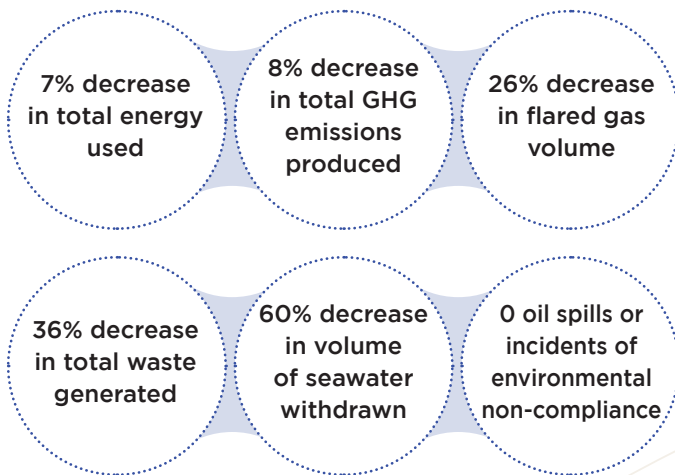 7% decrease
in total energy
used
8% decrease
in total GHG
emissions
produced
26% decrease
in flared gas
volume
36% decrease
in total waste
generated
60% decrease
in volume
of seawater
withdrawn
0 oil spills or
incidents of
environmental
non-compliance